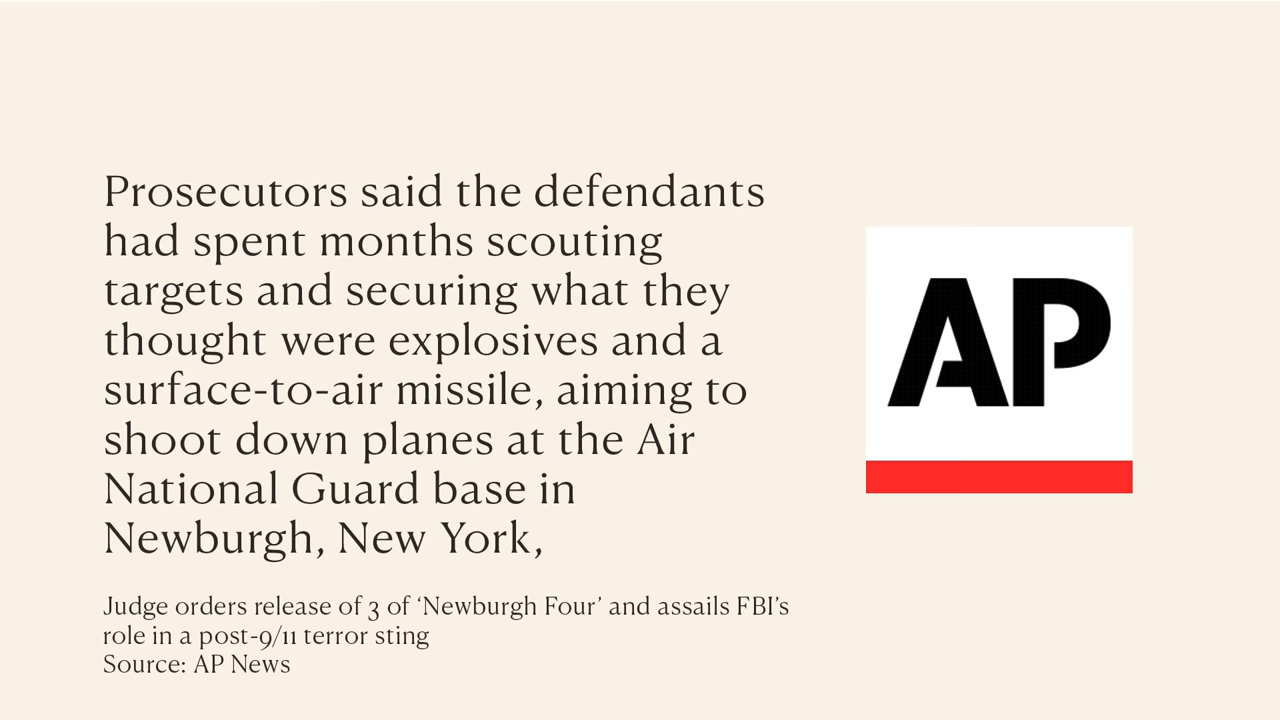 Prosecutors said the defendants
had spent months scouting
targets and securing what they
thought were explosives and a
surface-to-air missile, aiming to
shoot down planes at the Air
National Guard base in
Newburgh, New York,
AP
Judge orders release of 3 of ‘Newburgh Four’ and assails FBI’s
role in a post-9/11 terror sting
Source: AP News